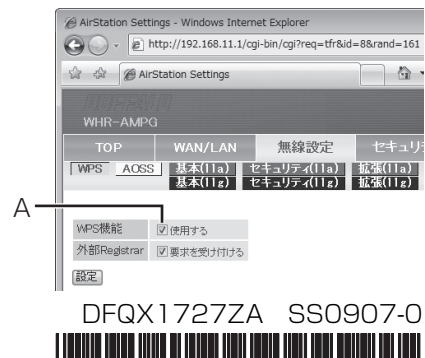 AirStation Settings - Windows Internet Explorer
http://192.168.11.1/cgi-bin/cgi?req=tfr&id=8&rand=161
AirStation Settings
BUFFALO
WHR-AMPG
TOP WAN/LAN 無線設定 セキュリ
WPS AOSS 基本(11a) セキュリティ(11a) 拡張(11a)
基本(11g) セキュリティ(11g) 拡張(11g)
A
WPS機能 使用する
外部Registrar 要求を受け付ける
設定
DFQX1727ZA SS0907-0